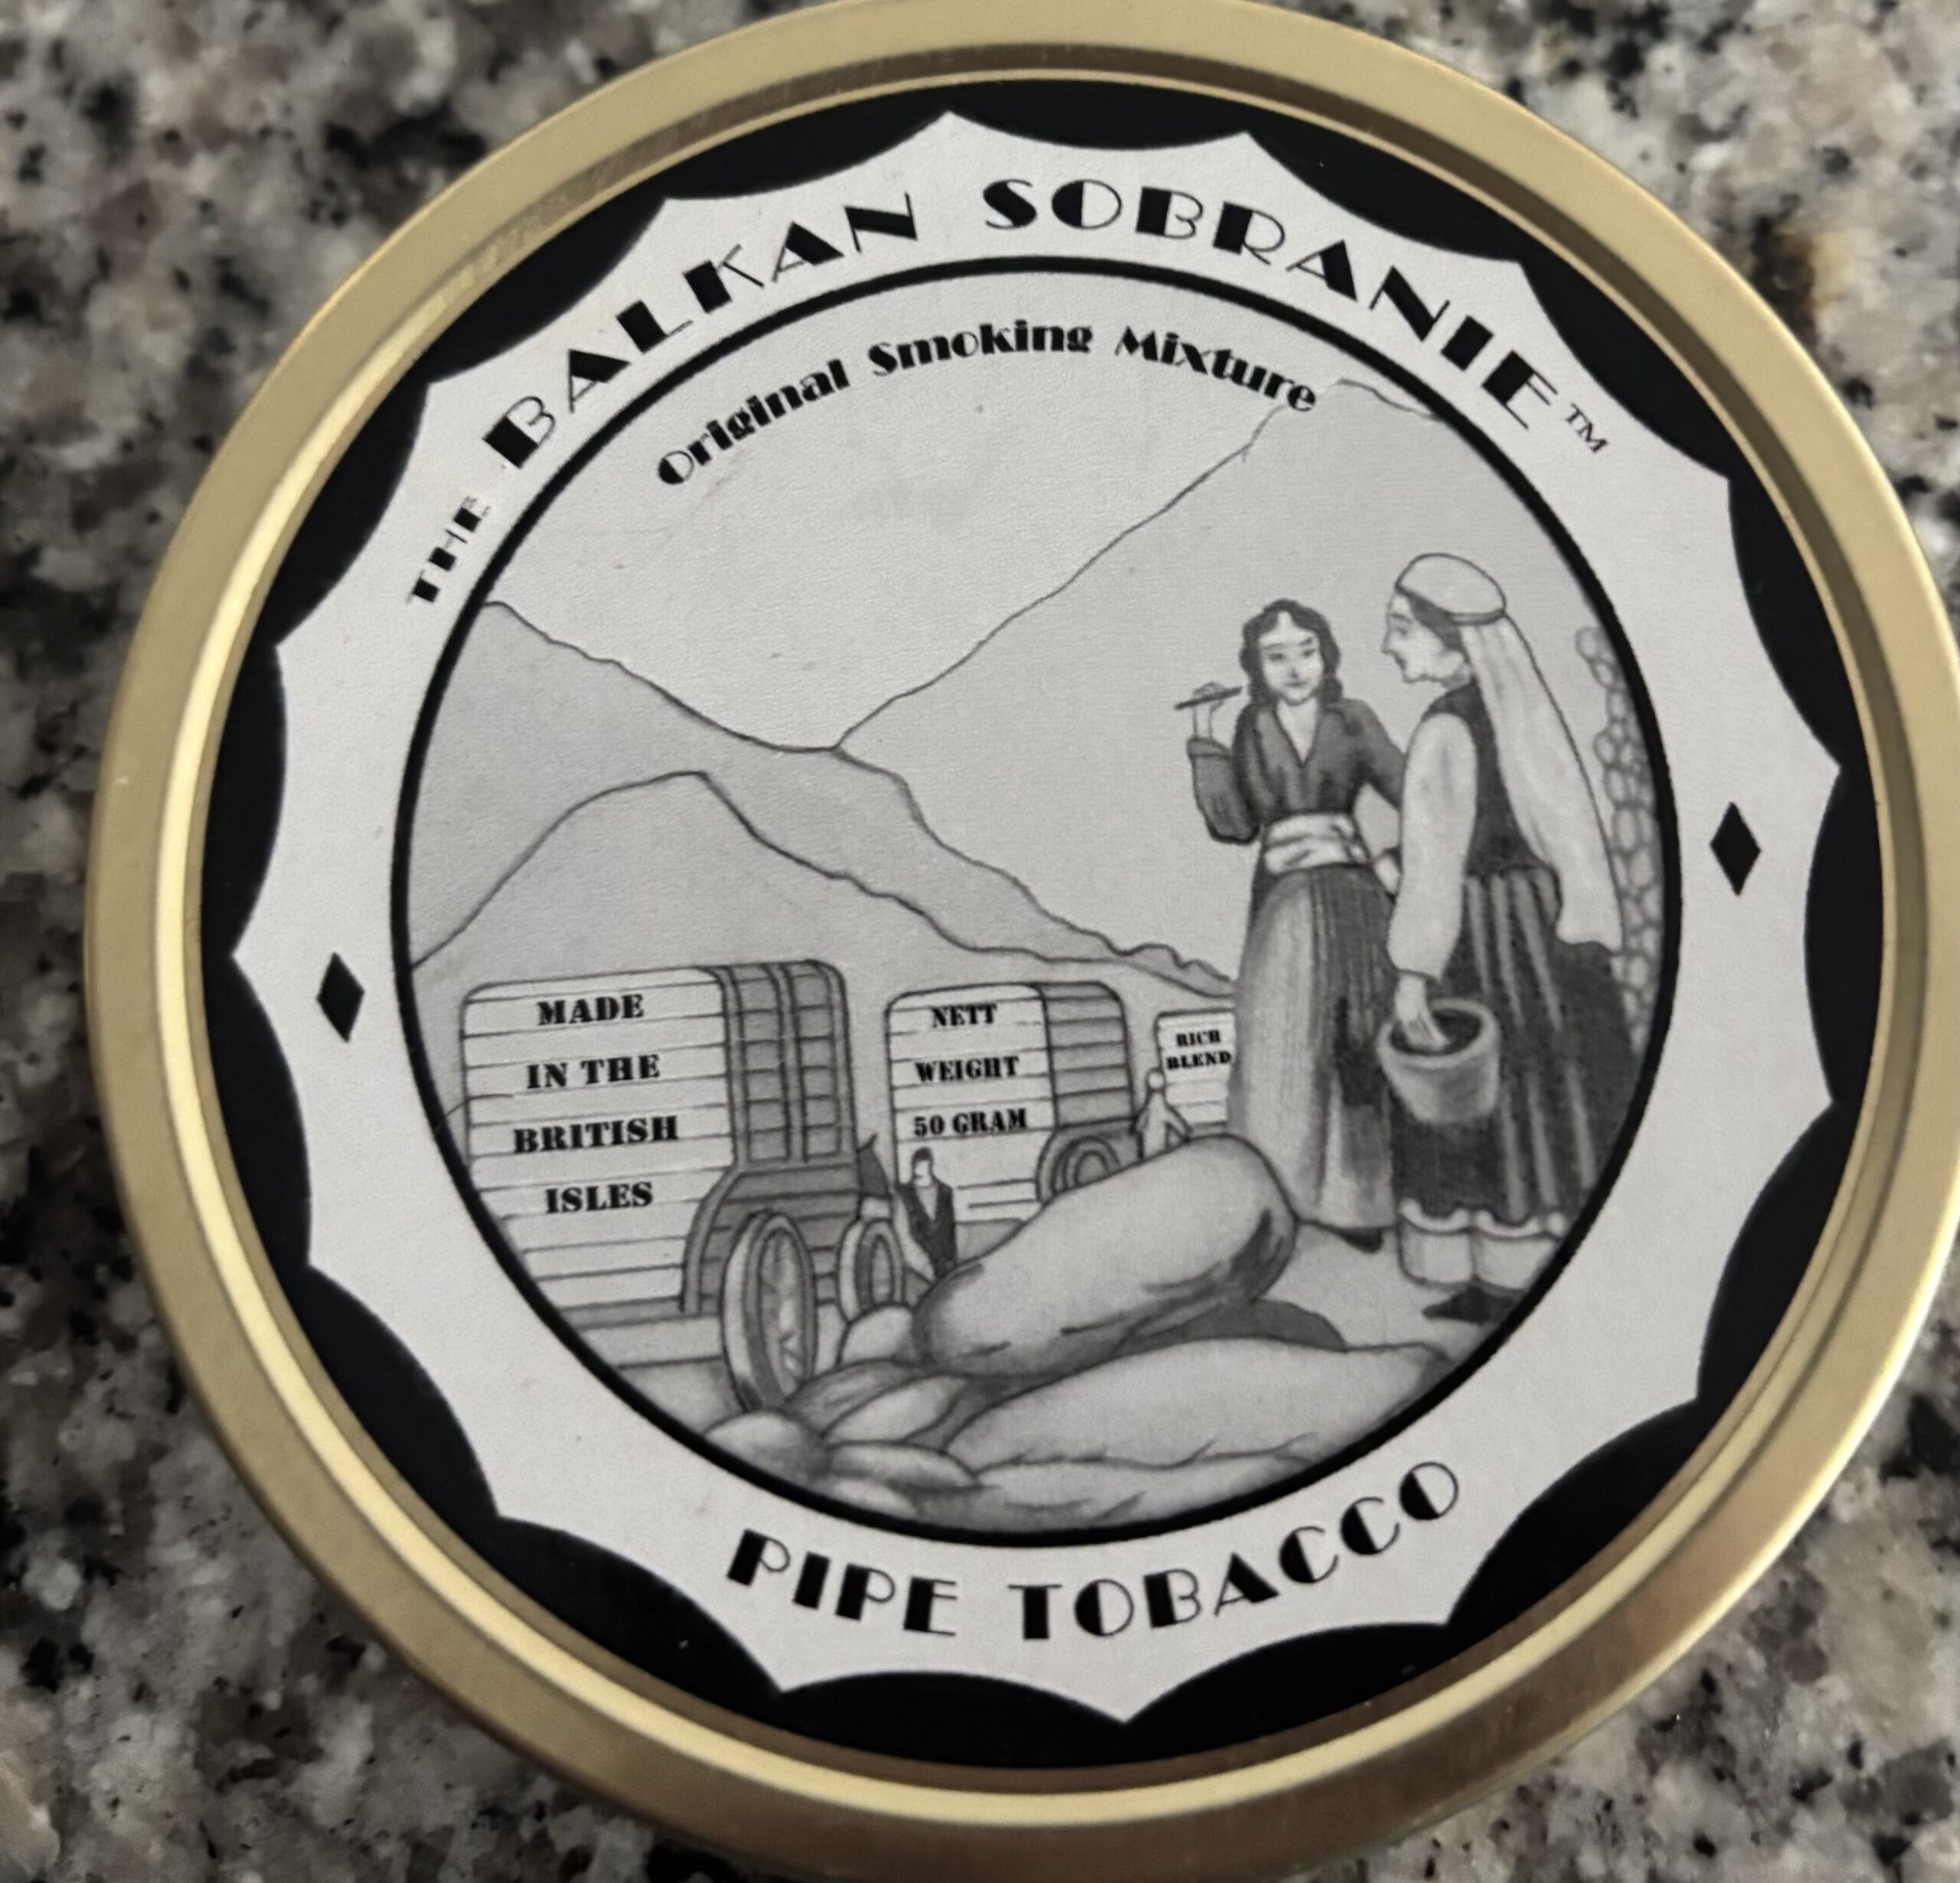 THE BALKAN SOBRANIE™
Original Smoking Mixture
MADE
IN THE
BRITISH
ISLES
NETT
WEIGHT
50 GRAM
RICH
BLEND
PIPE TOBACCO